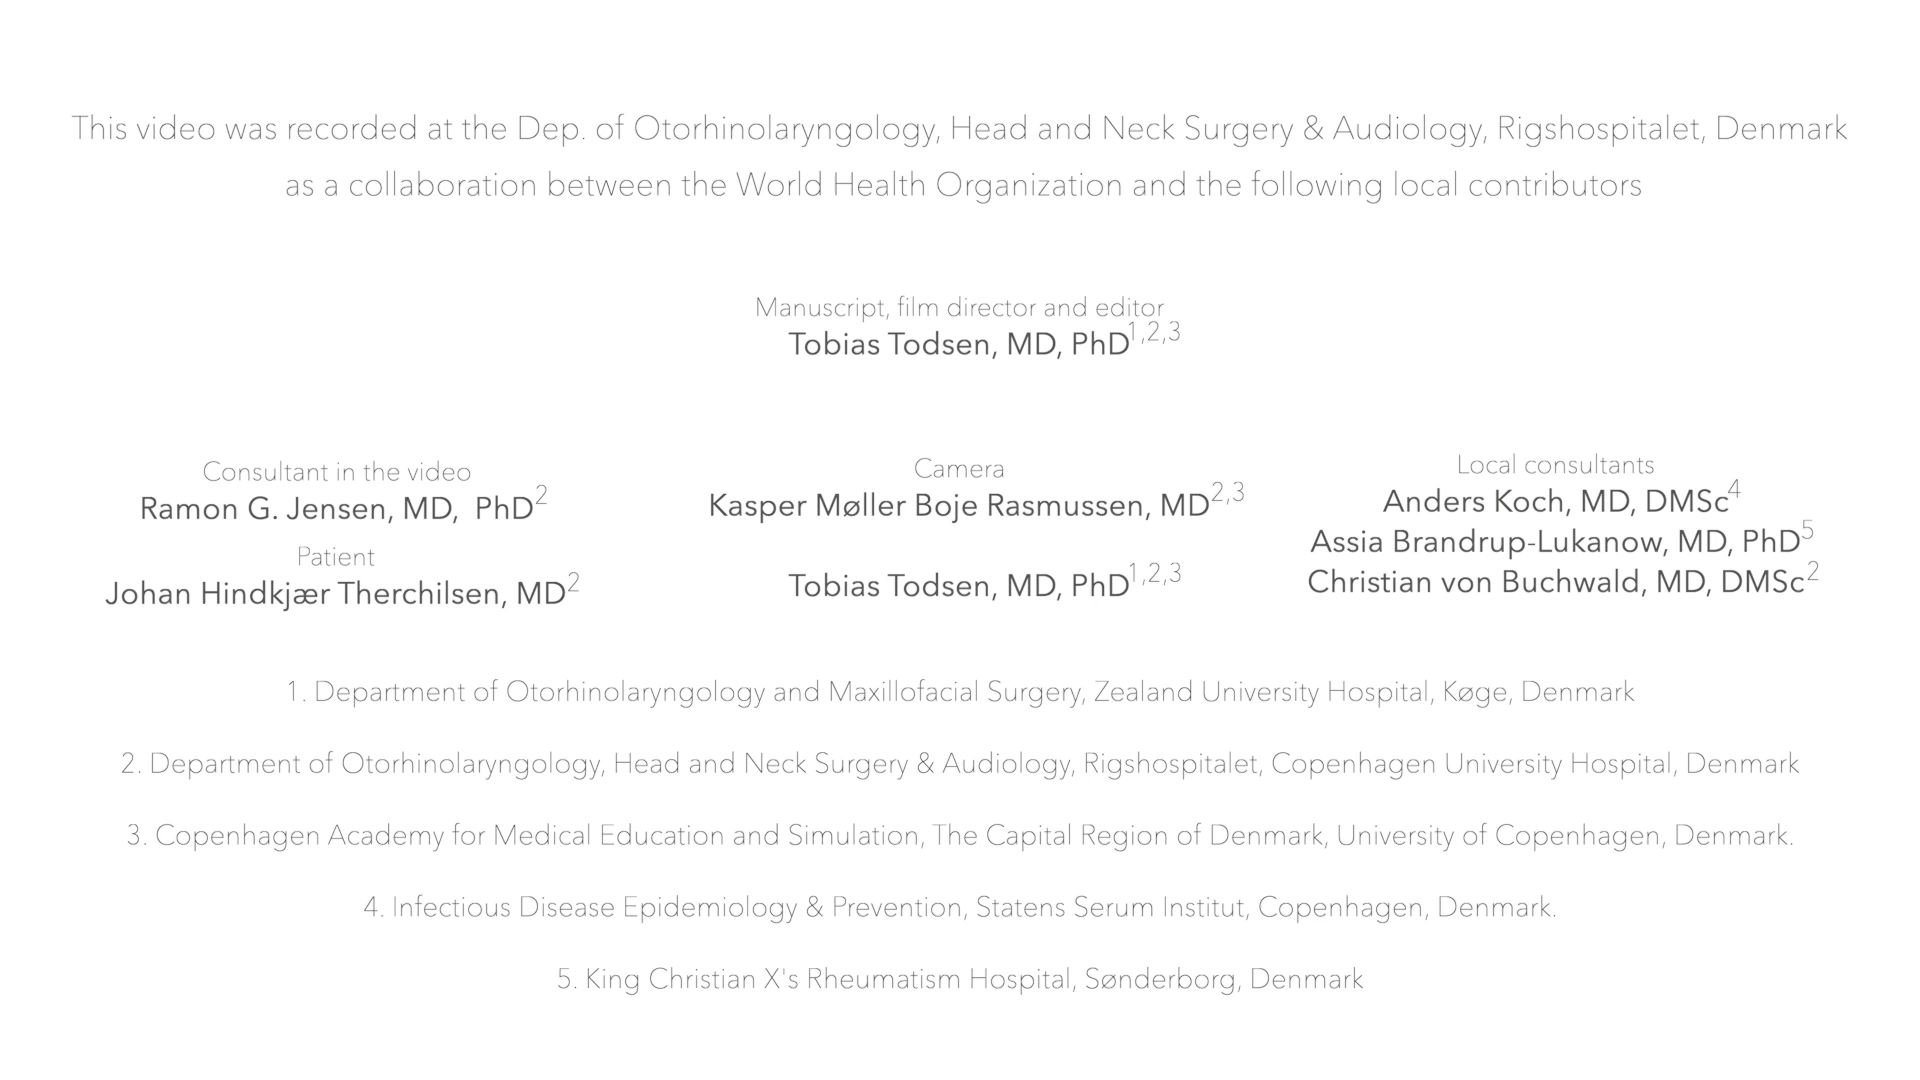 This video was recorded at the Dep. of Otorhinolaryngology, Head and Neck Surgery & Audiology, Rigshospitalet, Denmark
as a collaboration between the World Health Organization and the following local contributors
Manuscript, film director and editor
Tobias Todsen, MD, PhD1,2,3
Consultant in the video
Ramon G. Jensen, MD, PhD2
Patient
Johan Hindkjær Therchilsen, MD2
Camera
Kasper Møller Boje Rasmussen, MD2,3
Tobias Todsen, MD, PhD1,2,3
Local consultants
Anders Koch, MD, DMSc4
Assia Brandrup-Lukanow, MD, PhD5
Christian von Buchwald, MD, DMSc2
1. Department of Otorhinolaryngology and Maxillofacial Surgery, Zealand University Hospital, Køge, Denmark
2. Department of Otorhinolaryngology, Head and Neck Surgery & Audiology, Rigshospitalet, Copenhagen University Hospital, Denmark
3. Copenhagen Academy for Medical Education and Simulation, The Capital Region of Denmark, University of Copenhagen, Denmark.
4. Infectious Disease Epidemiology & Prevention, Statens Serum Institut, Copenhagen, Denmark.
5. King Christian X's Rheumatism Hospital, Sønderborg, Denmark